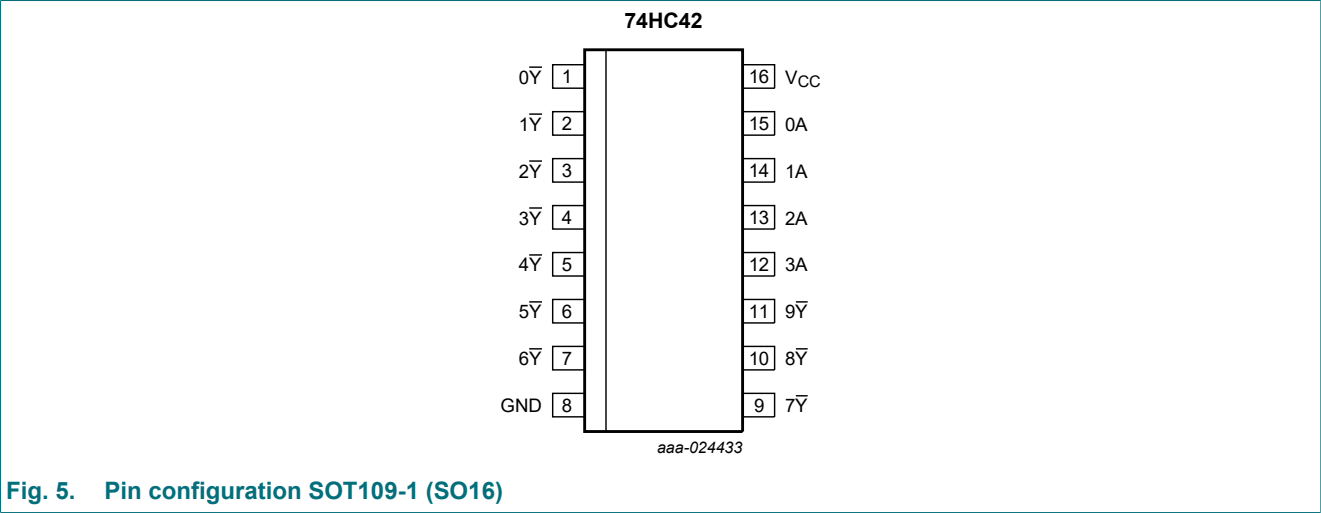 74HC42
0Y̅ 1 16 VCC
1Y̅ 2 15 0A
2Y̅ 3 14 1A
3Y̅ 4 13 2A
4Y̅ 5 12 3A
5Y̅ 6 11 9Y̅
6Y̅ 7 10 8Y̅
GND 8 9 7Y̅
aaa-024433
Fig. 5. Pin configuration SOT109-1 (SO16)